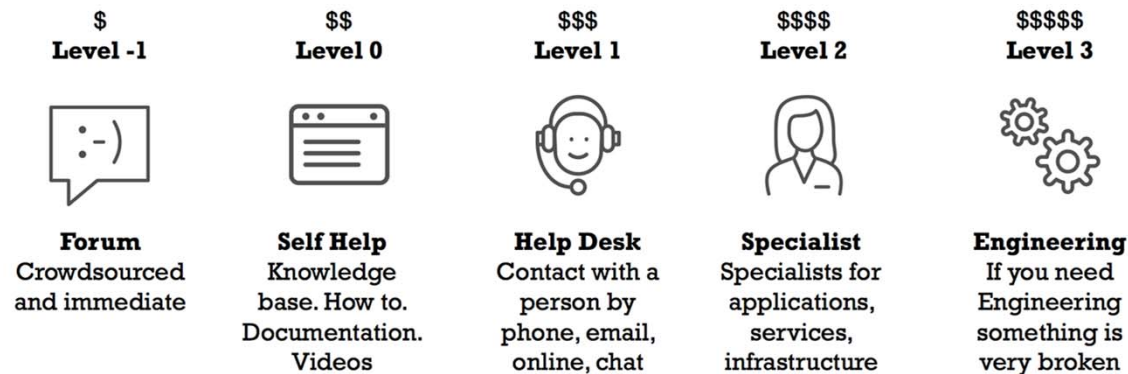 $
Level -1
:-)
Forum
Crowdsourced
and immediate
$$
Level 0
Self Help
Knowledge
base. How to.
Documentation.
Videos
$$$
Level 1
Help Desk
Contact with a
person by
phone, email,
online, chat
$$$$
Level 2
Specialist
Specialists for
applications,
services,
infrastructure
$$$$$
Level 3
Engineering
If you need
Engineering
something is
very broken